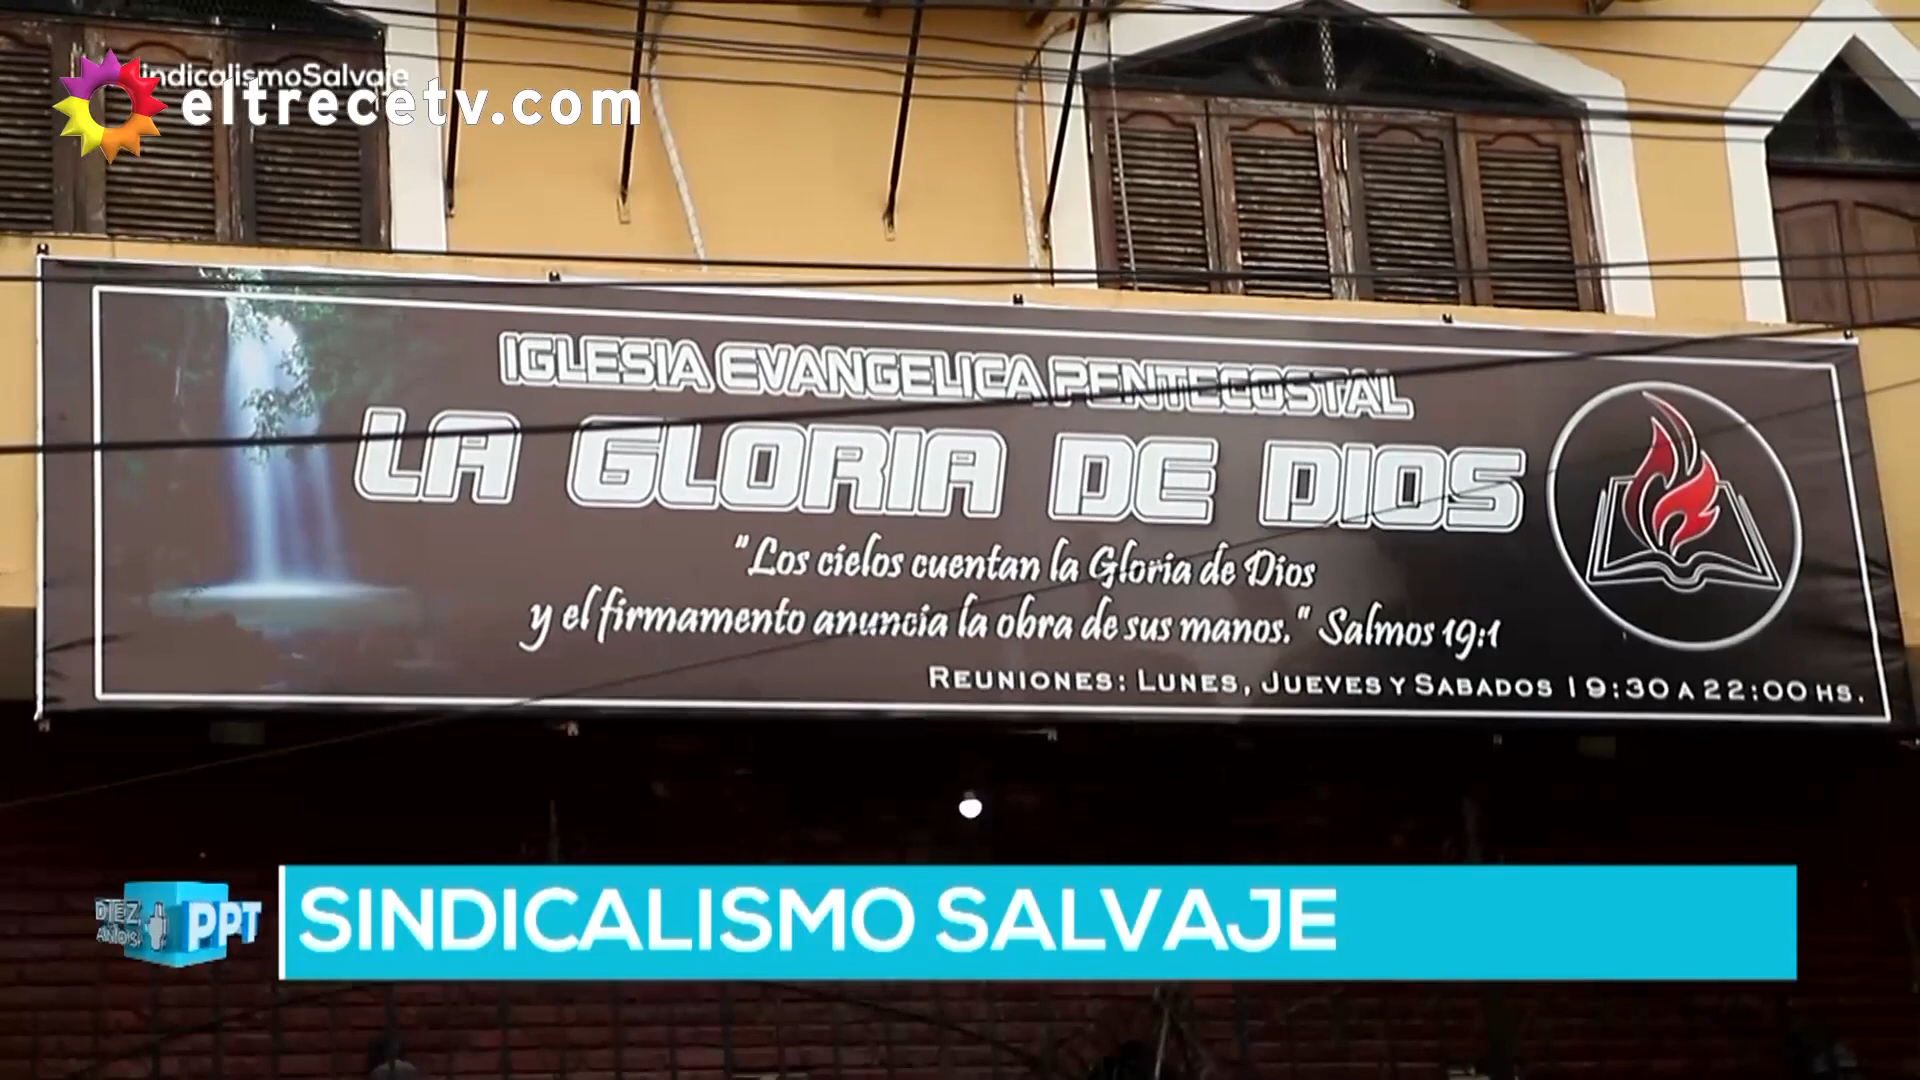 indicalismoSalvaje
eltrecetv.com
IGLESIA EVANGELICA PENTECOSTAL
LA GLORIA DE DIOS
"Los cielos cuentan la Gloria de Dios
y el firmamento anuncia la obra de sus manos." Salmos 19:1
REUNIONES: LUNES, JUEVES Y SABADOS 19:30 A 22:00 HS.
DIEZ
AÑOS
PPT
SINDICALISMO SALVAJE